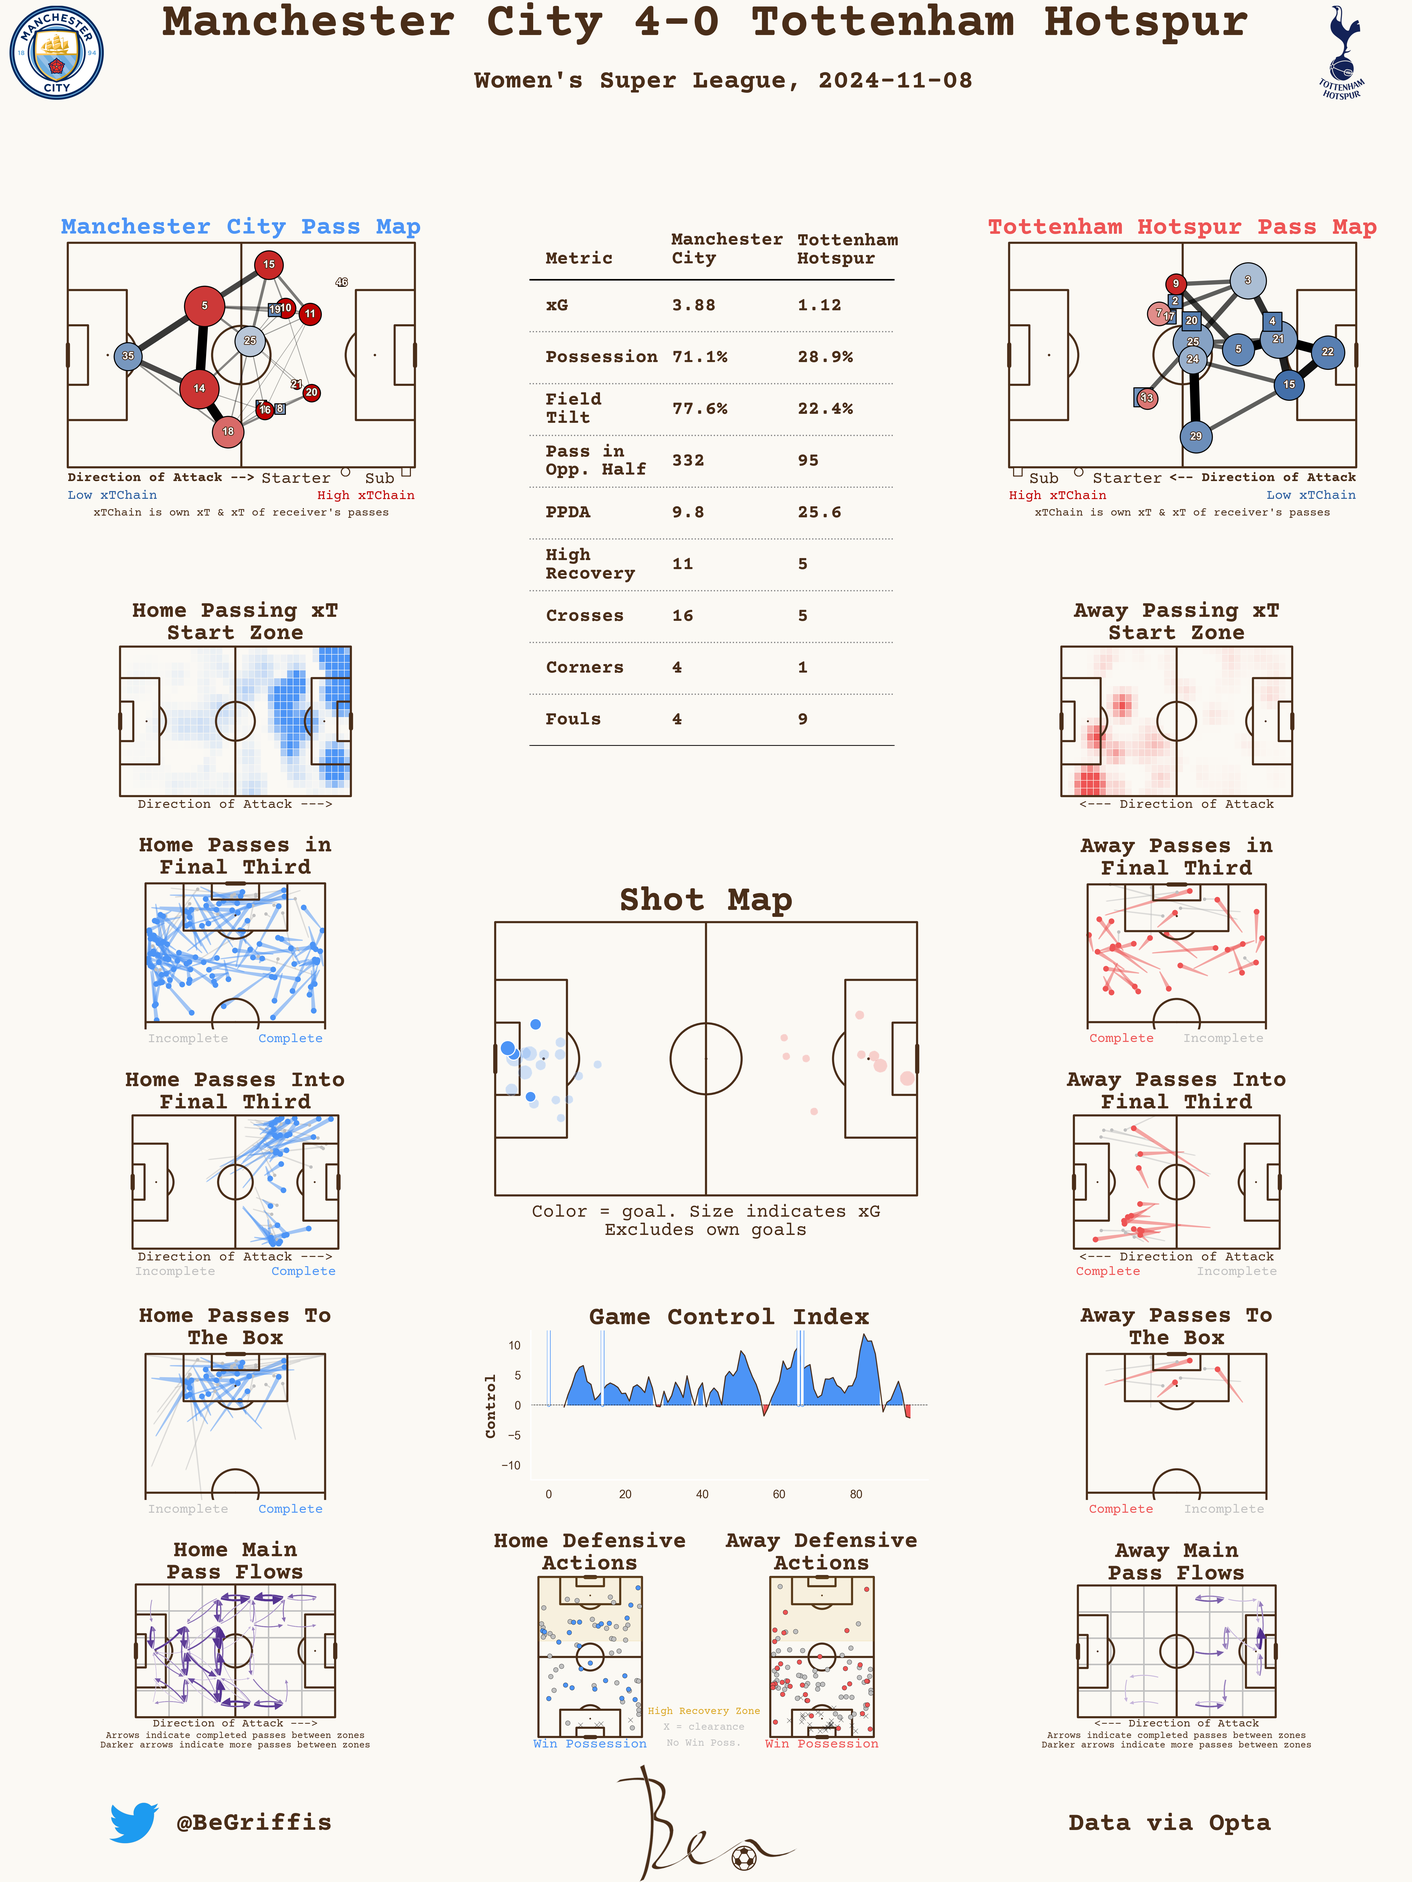 Manchester City 4-0 Tottenham Hotspur
Women's Super League, 2024-11-08
MANCHESTER
18 94
CITY
TOTTENHAM
HOTSPUR
Manchester City Pass Map
15
46
5
19
10
11
25
35
21
14
20
16
8
18
Direction of Attack --> Starter Sub
Low xTChain High xTChain
xTChain is own xT & xT of receiver's passes
Metric Manchester City Tottenham Hotspur
xG 3.88 1.12
Possession 71.1% 28.9%
Field Tilt 77.6% 22.4%
Pass in Opp. Half 332 95
PPDA 9.8 25.6
High Recovery 11 5
Crosses 16 5
Corners 4 1
Fouls 4 9
Tottenham Hotspur Pass Map
9
3
2
7
17
20
4
25
21
5
22
24
15
13
29
Sub Starter <-- Direction of Attack
High xTChain Low xTChain
xTChain is own xT & xT of receiver's passes
Home Passing xT
Start Zone
Direction of Attack --->
Away Passing xT
Start Zone
<--- Direction of Attack
Home Passes in
Final Third
Incomplete Complete
Away Passes in
Final Third
Complete Incomplete
Shot Map
Color = goal. Size indicates xG
Excludes own goals
Home Passes Into
Final Third
Direction of Attack --->
Incomplete Complete
Away Passes Into
Final Third
<--- Direction of Attack
Complete Incomplete
Home Passes To
The Box
Incomplete Complete
Game Control Index
Control
10
5
0
−5
−10
0 20 40 60 80
Away Passes To
The Box
Complete Incomplete
Home Main
Pass Flows
Direction of Attack --->
Arrows indicate completed passes between zones
Darker arrows indicate more passes between zones
Home Defensive
Actions
Win Possession
High Recovery Zone
X = clearance
No Win Poss.
Away Defensive
Actions
Win Possession
Away Main
Pass Flows
<--- Direction of Attack
Arrows indicate completed passes between zones
Darker arrows indicate more passes between zones
@BeGriffis
Ben
Data via Opta